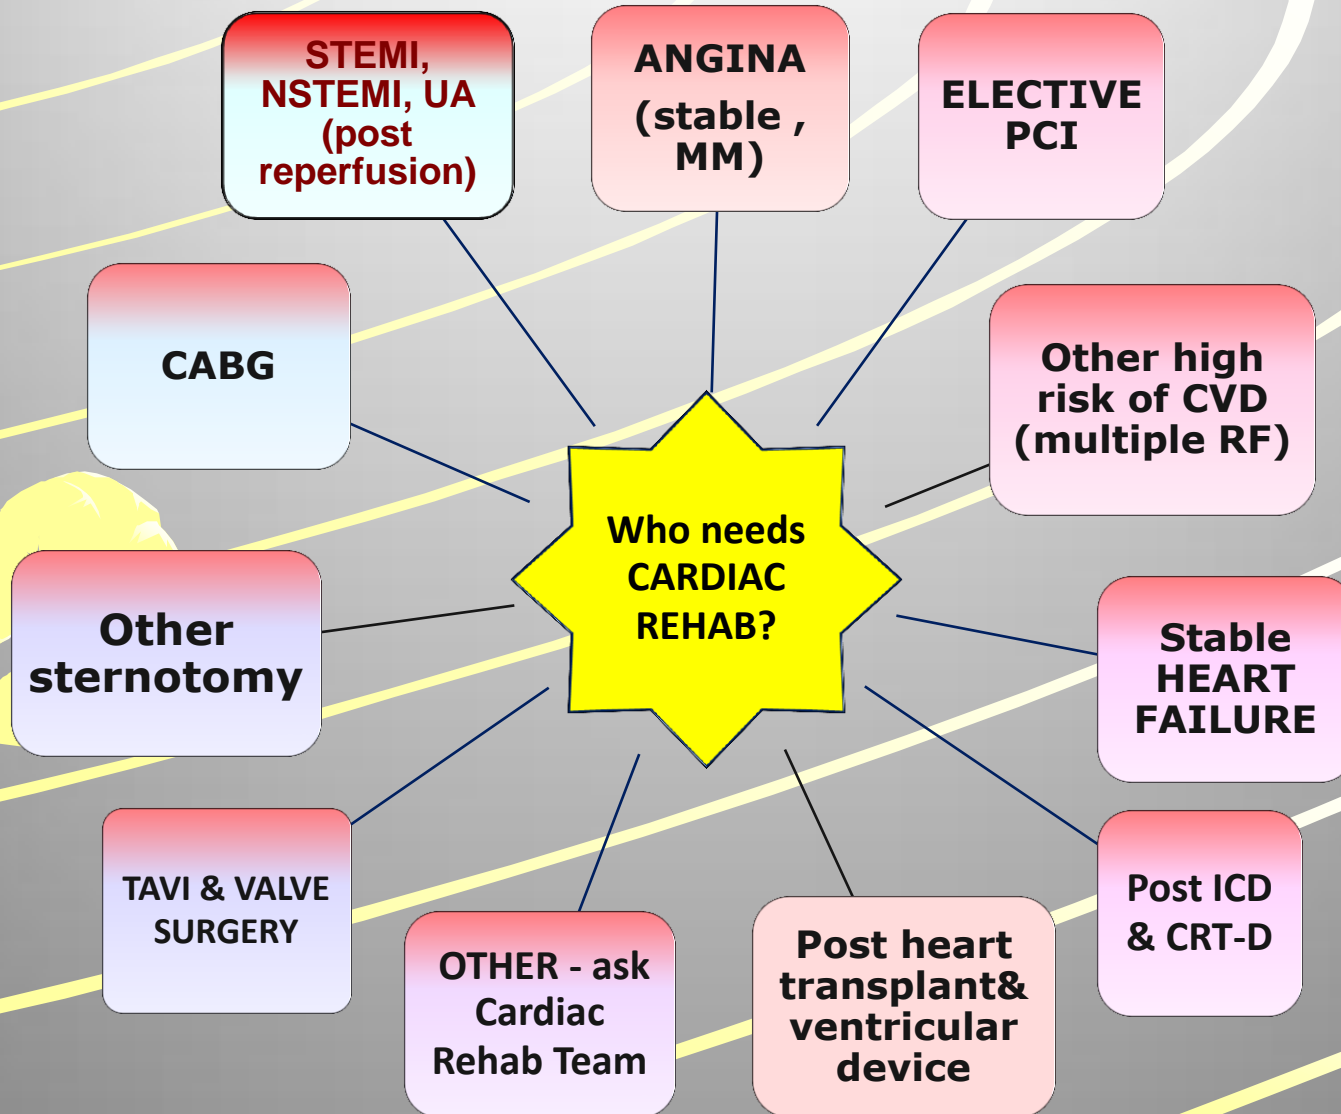 STEMI,
NSTEMI, UA
(post
reperfusion)
ANGINA
(stable ,
MM)
ELECTIVE
PCI
CABG
Other high
risk of CVD
(multiple RF)
Who needs
CARDIAC
REHAB?
Other
sternotomy
Stable
HEART
FAILURE
TAVI & VALVE
SURGERY
OTHER - ask
Cardiac
Rehab Team
Post heart
transplant&
ventricular
device
Post ICD
& CRT-D